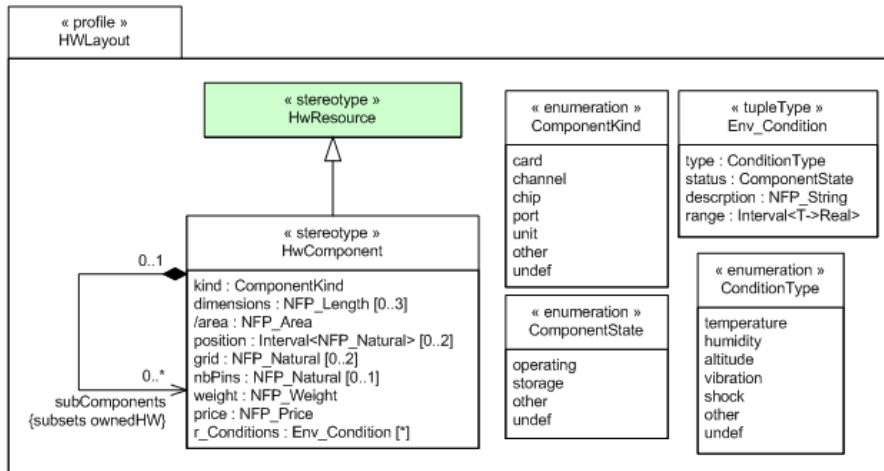 « profile »
HWLayout
« stereotype »
HwResource
« stereotype »
HwComponent
kind : ComponentKind
dimensions : NFP_Length [0..3]
/area : NFP_Area
position : Interval<NFP_Natural> [0..2]
grid : NFP_Natural [0..2]
nbPins : NFP_Natural [0..1]
weight : NFP_Weight
price : NFP_Price
r_Conditions : Env_Condition [*]
0..1
0..*
subComponents
{subsets ownedHW}
« enumeration »
ComponentKind
card
channel
chip
port
unit
other
undef
« enumeration »
ComponentState
operating
storage
other
undef
« tupleType »
Env_Condition
type : ConditionType
status : ComponentState
descrption : NFP_String
range : Interval<T->Real>
« enumeration »
ConditionType
temperature
humidity
altitude
vibration
shock
other
undef